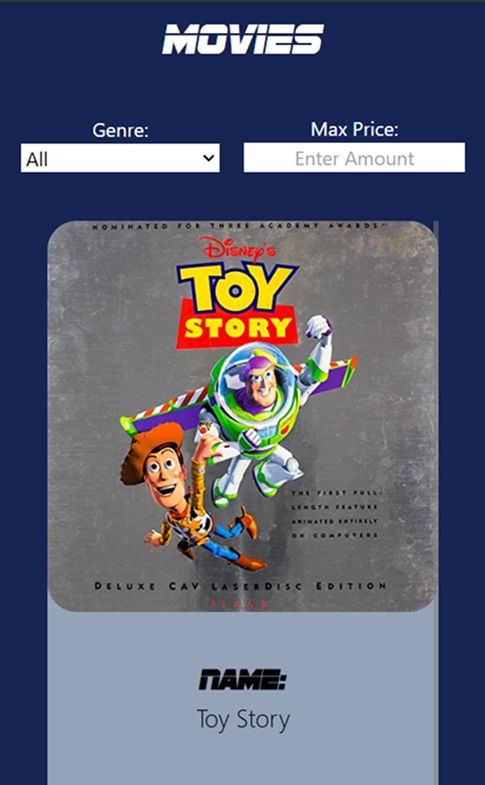 MOVIES
Genre:
Max Price:
All
Enter Amount
NOMINATED FOR THREE ACADEMY AWARDS
Disney's
TOY
STORY
THE FIRST FULL-
LENGTH FEATURE
ANIMATED ENTIRELY
ON COMPUTERS
DELUXE CAV LASERDISC EDITION
PIXAR
NAME:
Toy Story